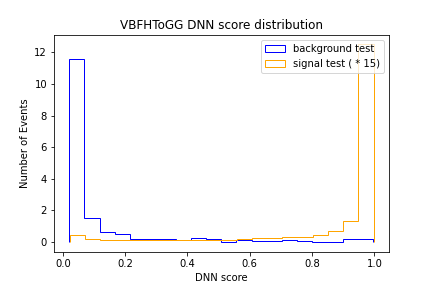 VBFHToGG DNN score distribution
background test
signal test ( * 15)
Number of Events
12
10
8
6
4
2
0
0.0 0.2 0.4 0.6 0.8 1.0
DNN score